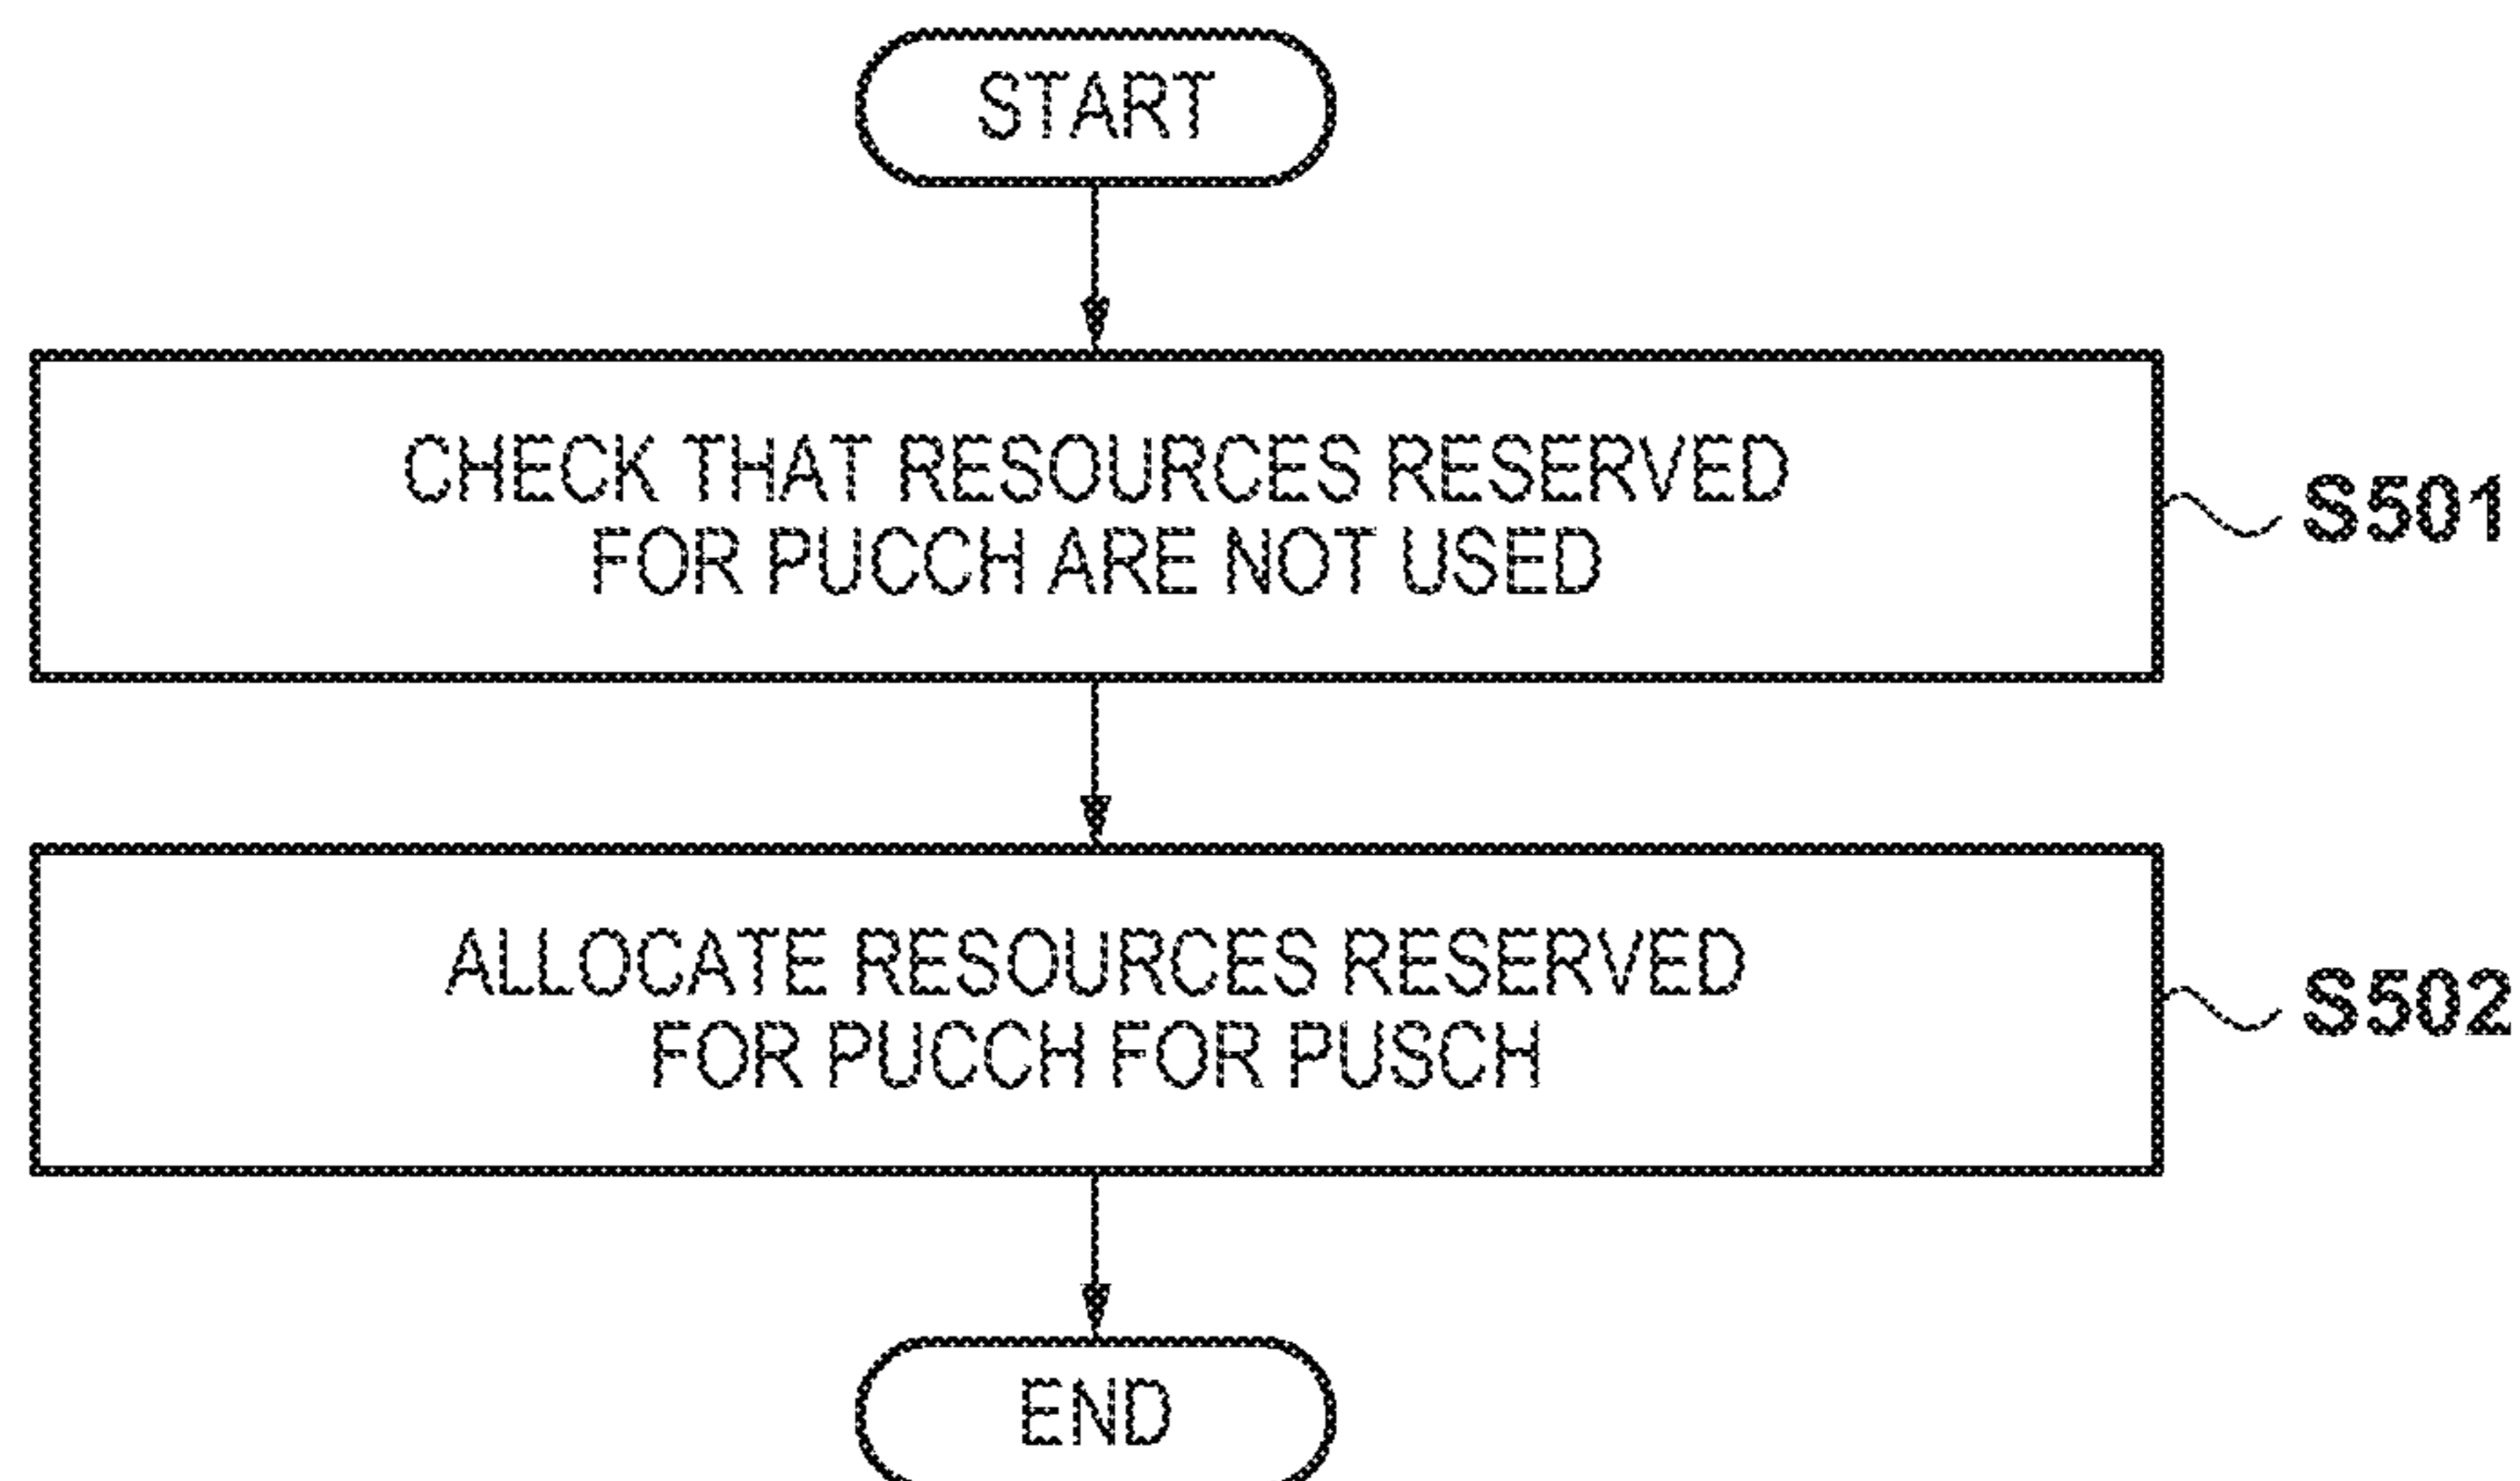 START
CHECK THAT RESOURCES RESERVED
FOR PUCCH ARE NOT USED
S501
ALLOCATE RESOURCES RESERVED
FOR PUCCH FOR PUSCH
S502
END